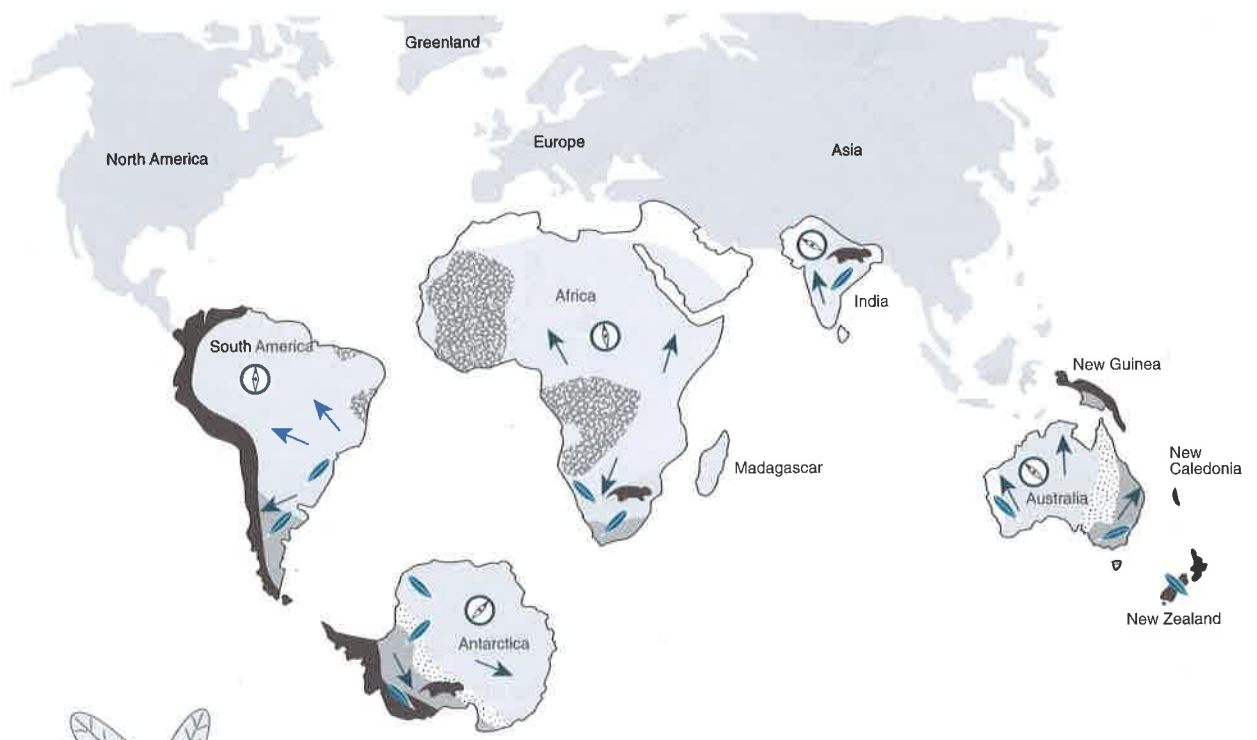 Greenland
North America
Europe
Asia
Africa
India
South America
New Guinea
Madagascar
New
Caledonia
Australia
New Zealand
Antarctica